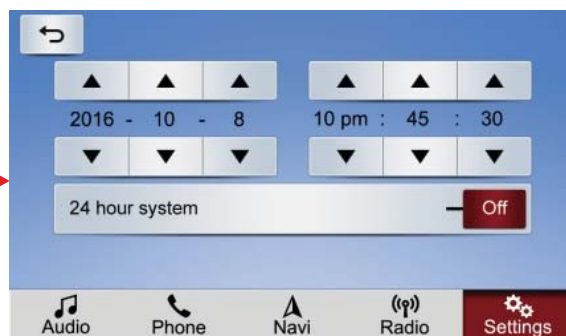 2016 - 10 - 8 10 pm : 45 : 30
24 hour system Off
Audio Phone Navi Radio Settings